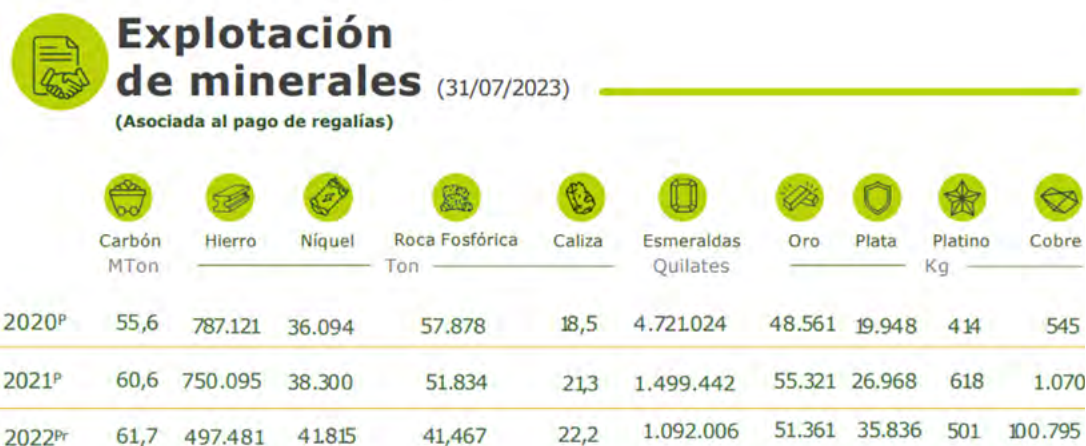 Explotación
de minerales (31/07/2023)
(Asociada al pago de regalías)
Carbón Hierro Níquel Roca Fosfórica Caliza Esmeraldas Oro Plata Platino Cobre
MTon Ton Quilates Kg
2020ᴾ 55,6 787.121 36.094 57.878 18,5 4.721.024 48.561 19.948 414 545
2021ᴾ 60,6 750.095 38.300 51.834 21,3 1.499.442 55.321 26.968 618 1.070
2022ᴾʳ 61,7 497.481 41.815 41,467 22,2 1.092.006 51.361 35.836 501 100.795